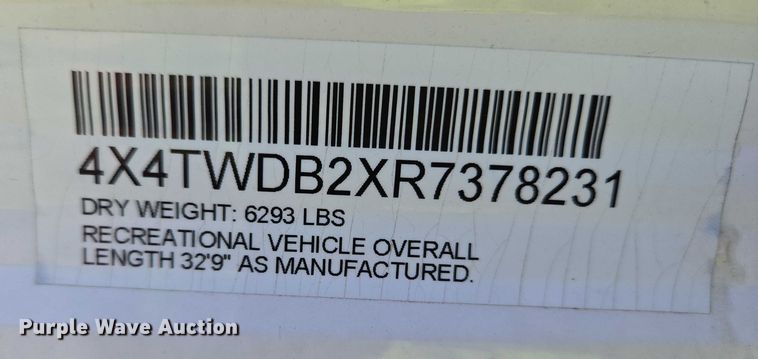 4X4TWDB2XR7378231
DRY WEIGHT: 6293 LBS
RECREATIONAL VEHICLE OVERALL
LENGTH 32'9" AS MANUFACTURED.
Purple Wave Auction